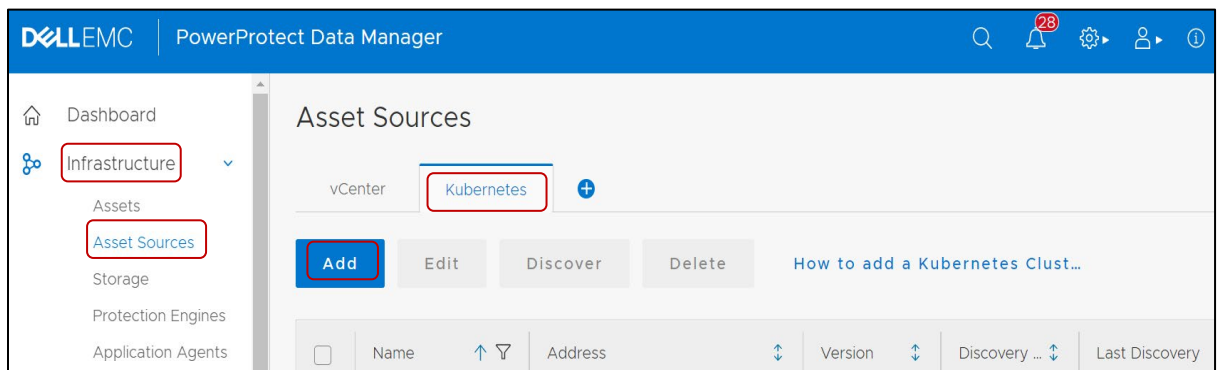 DELLEMC PowerProtect Data Manager 28
Dashboard
Infrastructure
Assets
Asset Sources
Storage
Protection Engines
Application Agents
Asset Sources
vCenter Kubernetes
Add Edit Discover Delete How to add a Kubernetes Clust...
Name Address Version Discovery ... Last Discovery